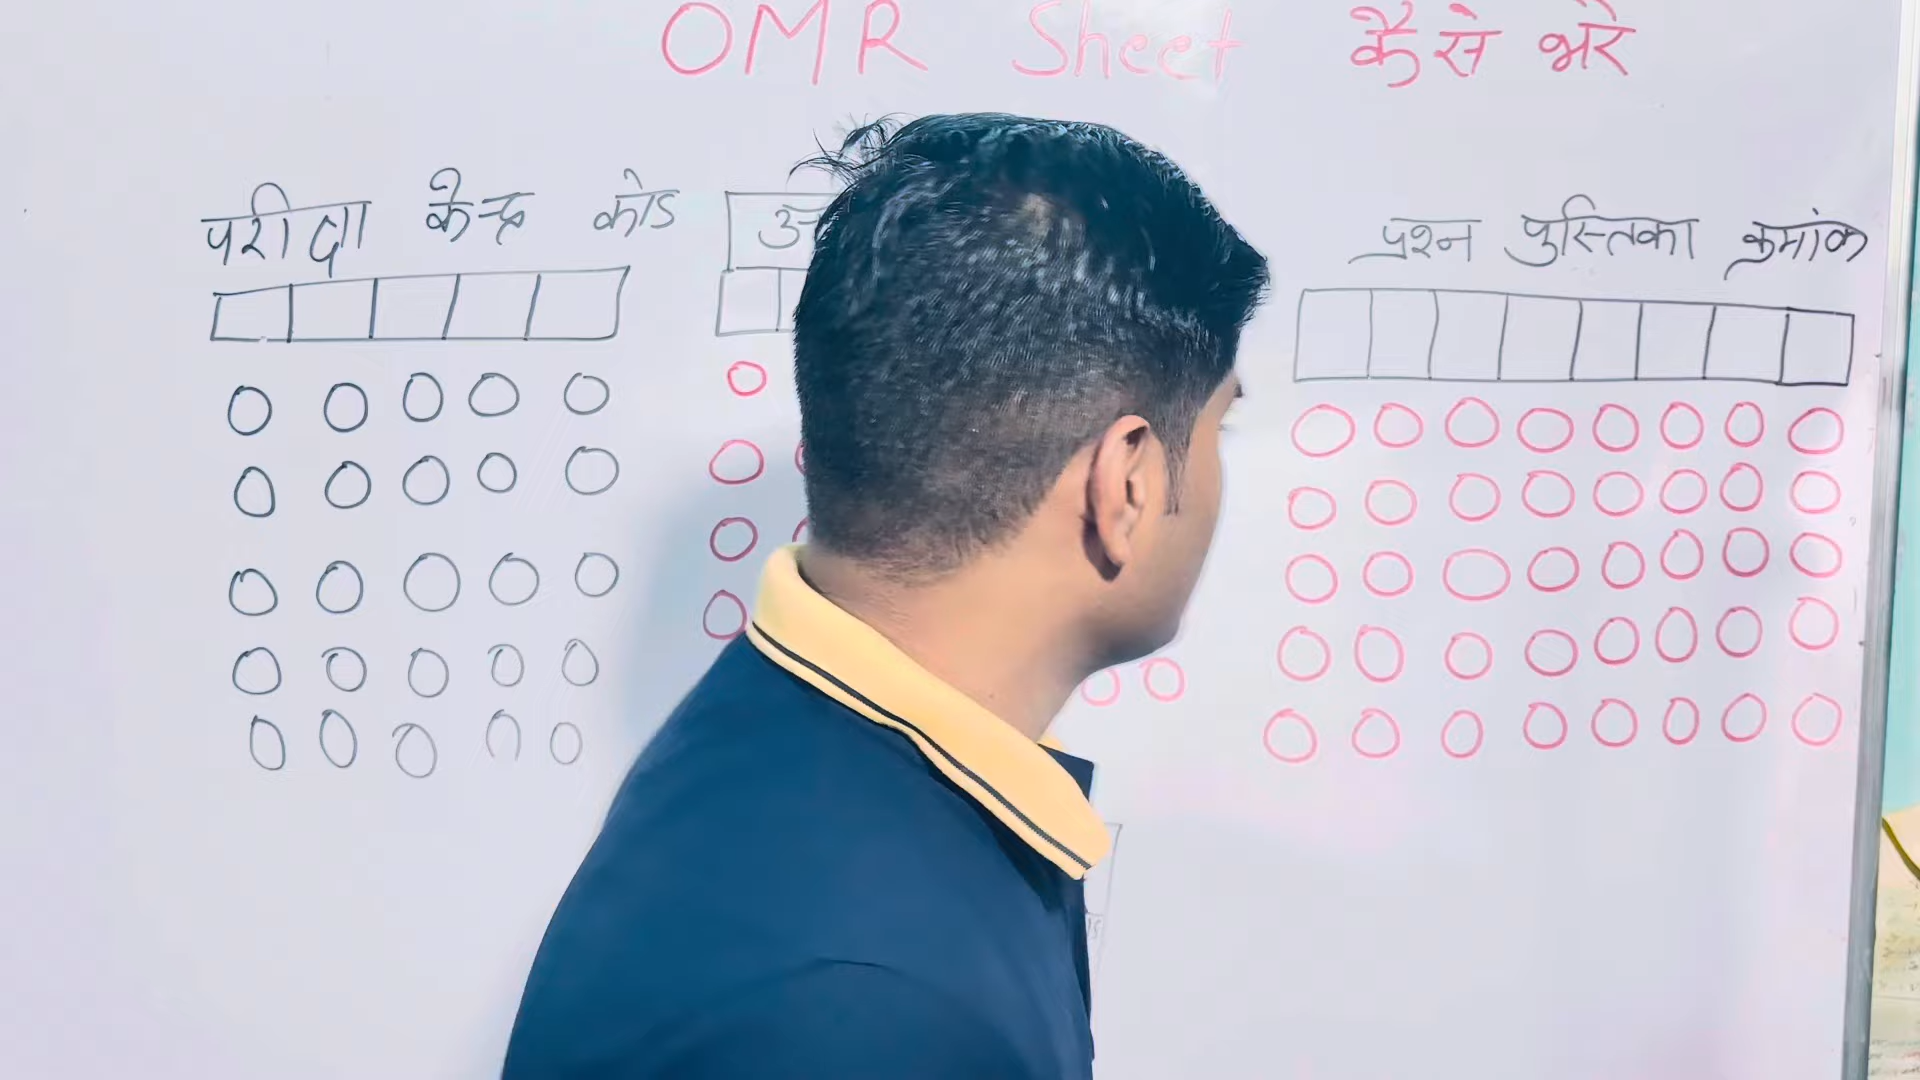 OMR Sheet कैसे भरे
परीक्षा केन्द्र कोड
प्रश्न पुस्तिका क्रमांक